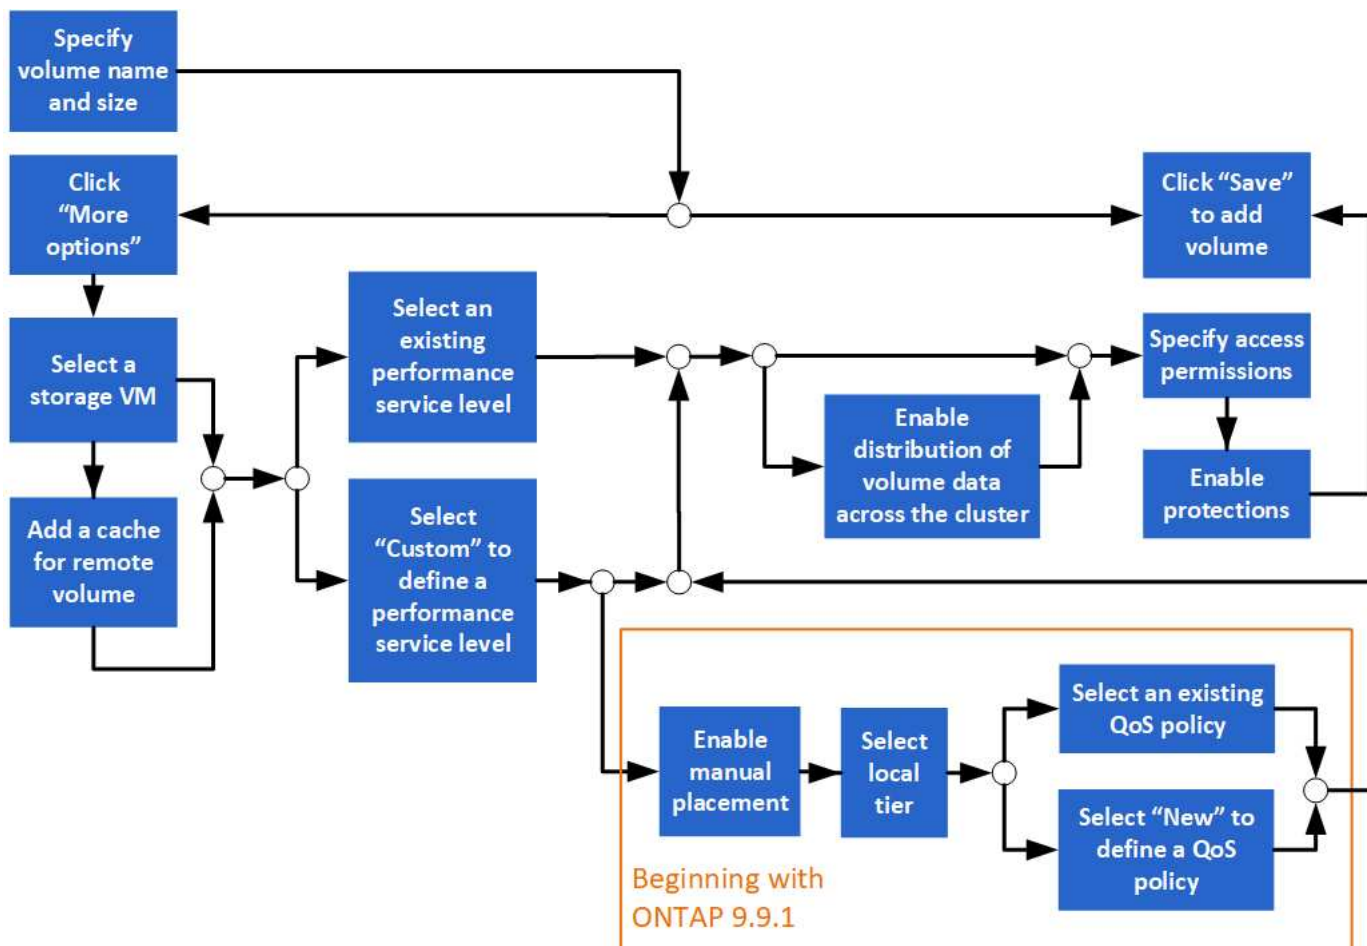 Specify
volume name
and size
Click
“More
options”
Click “Save”
to add
volume
Select a
storage VM
Select an
existing
performance
service level
Specify access
permissions
Enable
distribution of
volume data
across the cluster
Enable
protections
Add a cache
for remote
volume
Select
“Custom” to
define a
performance
service level
Enable
manual
placement
Select
local
tier
Select an existing
QoS policy
Select “New” to
define a QoS
policy
Beginning with
ONTAP 9.9.1